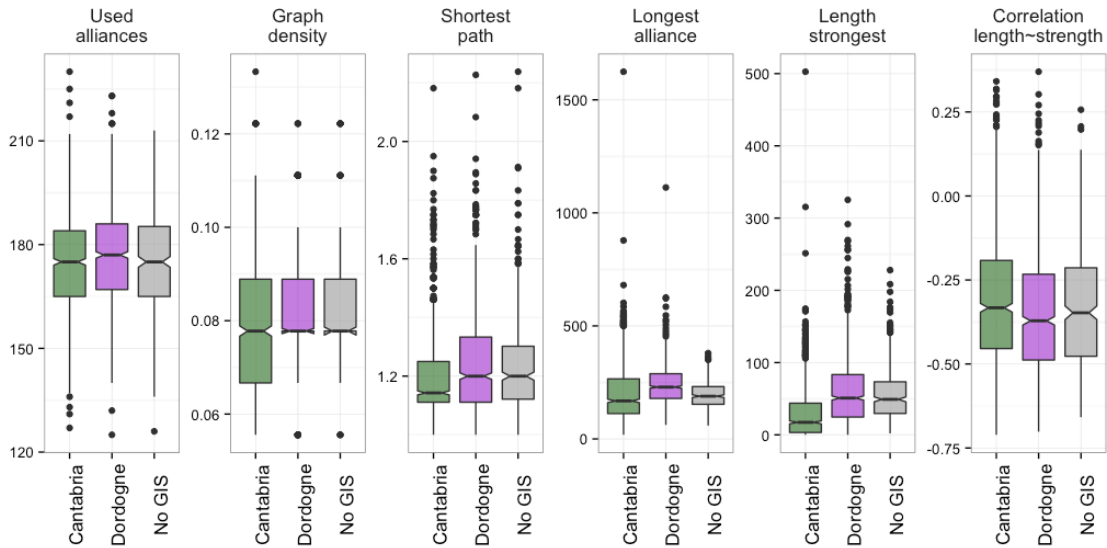 Used
alliances
Graph
density
Shortest
path
Longest
alliance
Length
strongest
Correlation
length~strength
210
180
150
120
0.12
0.10
0.08
0.06
2.0
1.6
1.2
1500
1000
500
0
500
400
300
200
100
0
0.25
0.00
-0.25
-0.50
-0.75
Cantabria
Dordogne
No GIS
Cantabria
Dordogne
No GIS
Cantabria
Dordogne
No GIS
Cantabria
Dordogne
No GIS
Cantabria
Dordogne
No GIS
Cantabria
Dordogne
No GIS